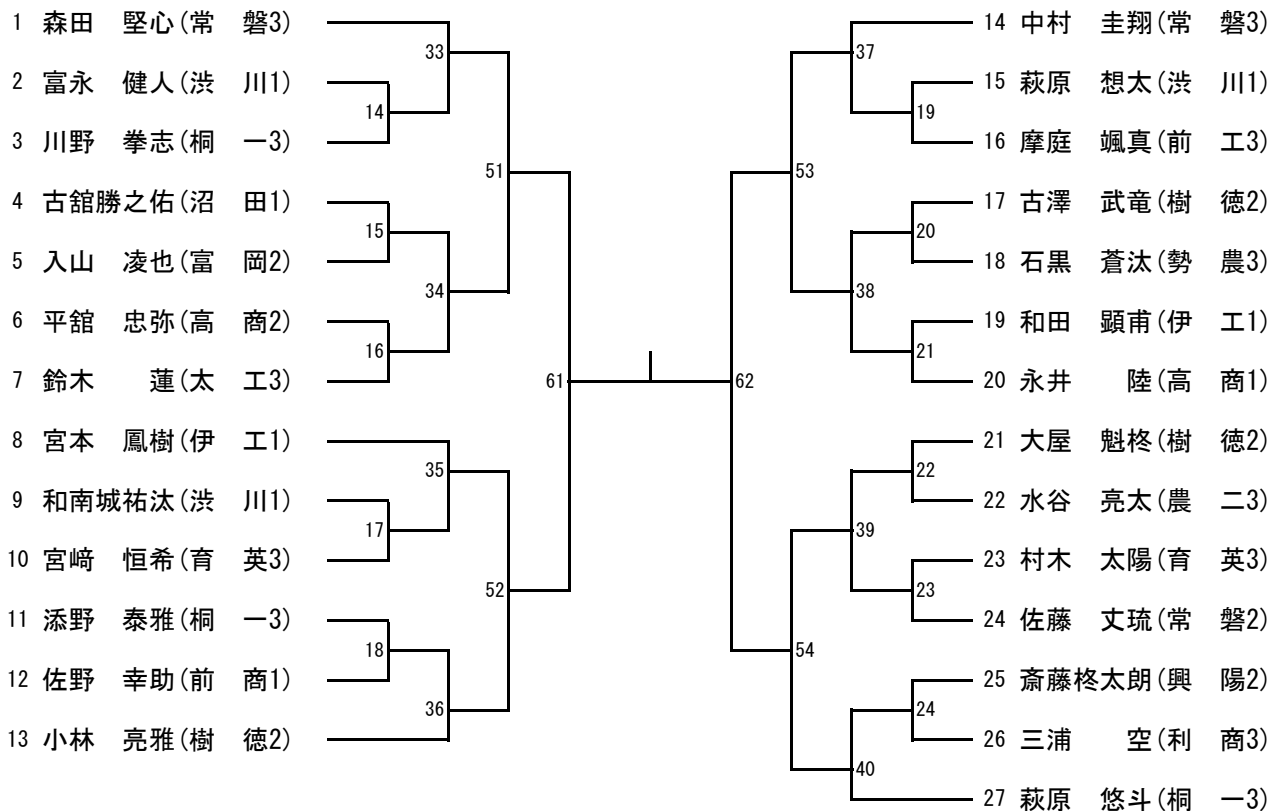 1 森田　堅心(常　磐3)
2 富永　健人(渋　川1)
3 川野　拳志(桐　一3)
4 古舘勝之佑(沼　田1)
5 入山　凌也(富　岡2)
6 平舘　忠弥(高　商2)
7 鈴木　　蓮(太　工3)
8 宮本　鳳樹(伊　工1)
9 和南城祐汰(渋　川1)
10 宮﨑　恒希(育　英3)
11 添野　泰雅(桐　一3)
12 佐野　幸助(前　商1)
13 小林　亮雅(樹　徳2)
33
14
51
15
34
16
61
35
17
52
18
36
62
37
19
53
20
38
21
22
39
23
54
24
40
14 中村　圭翔(常　磐3)
15 萩原　想太(渋　川1)
16 摩庭　颯真(前　工3)
17 古澤　武竜(樹　徳2)
18 石黒　蒼汰(勢　農3)
19 和田　顕甫(伊　工1)
20 永井　　陸(高　商1)
21 大屋　魁柊(樹　徳2)
22 水谷　亮太(農　二3)
23 村木　太陽(育　英3)
24 佐藤　丈琉(常　磐2)
25 斎藤柊太朗(興　陽2)
26 三浦　　空(利　商3)
27 萩原　悠斗(桐　一3)